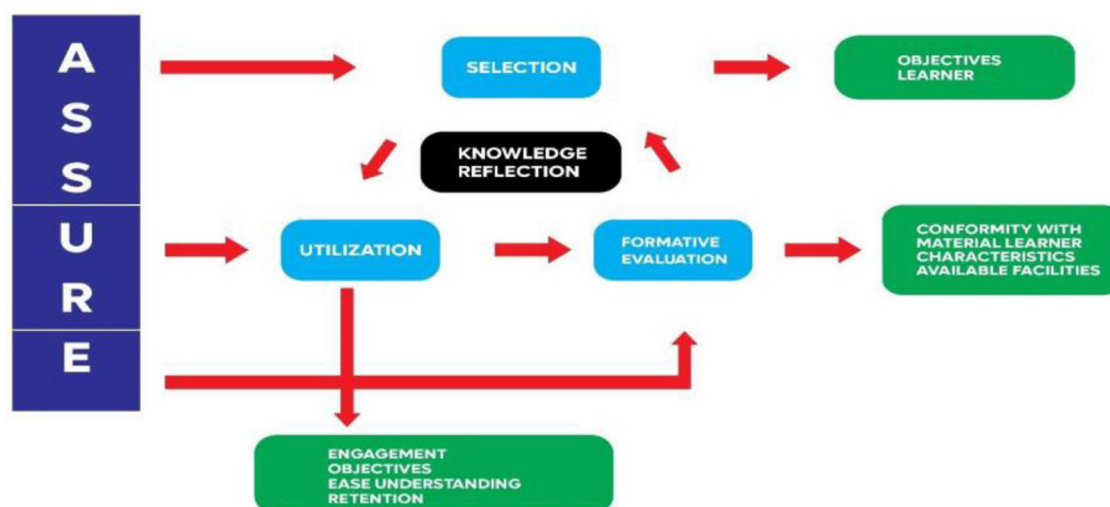 A
S
S
U
R
E
SELECTION
OBJECTIVES
LEARNER
KNOWLEDGE
REFLECTION
UTILIZATION
FORMATIVE
EVALUATION
CONFORMITY WITH
MATERIAL LEARNER
CHARACTERISTICS
AVAILABLE FACILITIES
ENGAGEMENT
OBJECTIVES
EASE UNDERSTANDING
RETENTION